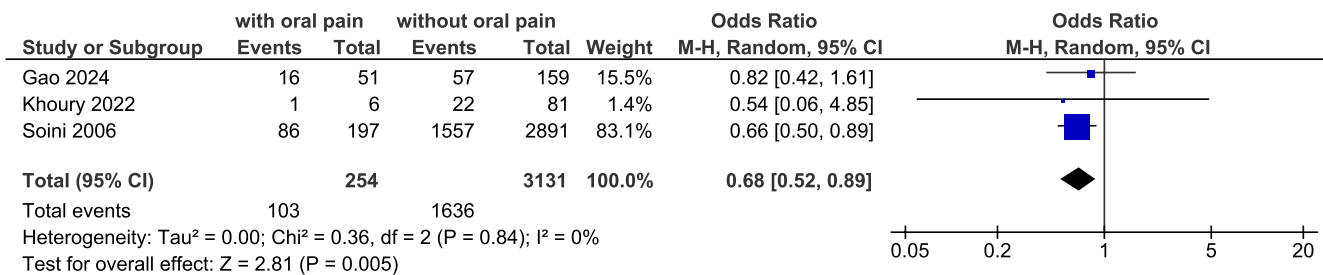 with oral pain without oral pain Odds Ratio Odds Ratio
Study or Subgroup Events Total Events Total Weight M-H, Random, 95% CI M-H, Random, 95% CI
Gao 2024 16 51 57 159 15.5% 0.82 [0.42, 1.61]
Khoury 2022 1 6 22 81 1.4% 0.54 [0.06, 4.85]
Soini 2006 86 197 1557 2891 83.1% 0.66 [0.50, 0.89]
Total (95% CI) 254 3131 100.0% 0.68 [0.52, 0.89]
Total events 103 1636
Heterogeneity: Tau² = 0.00; Chi² = 0.36, df = 2 (P = 0.84); I² = 0%
Test for overall effect: Z = 2.81 (P = 0.005)
0.05 0.2 1 5 20